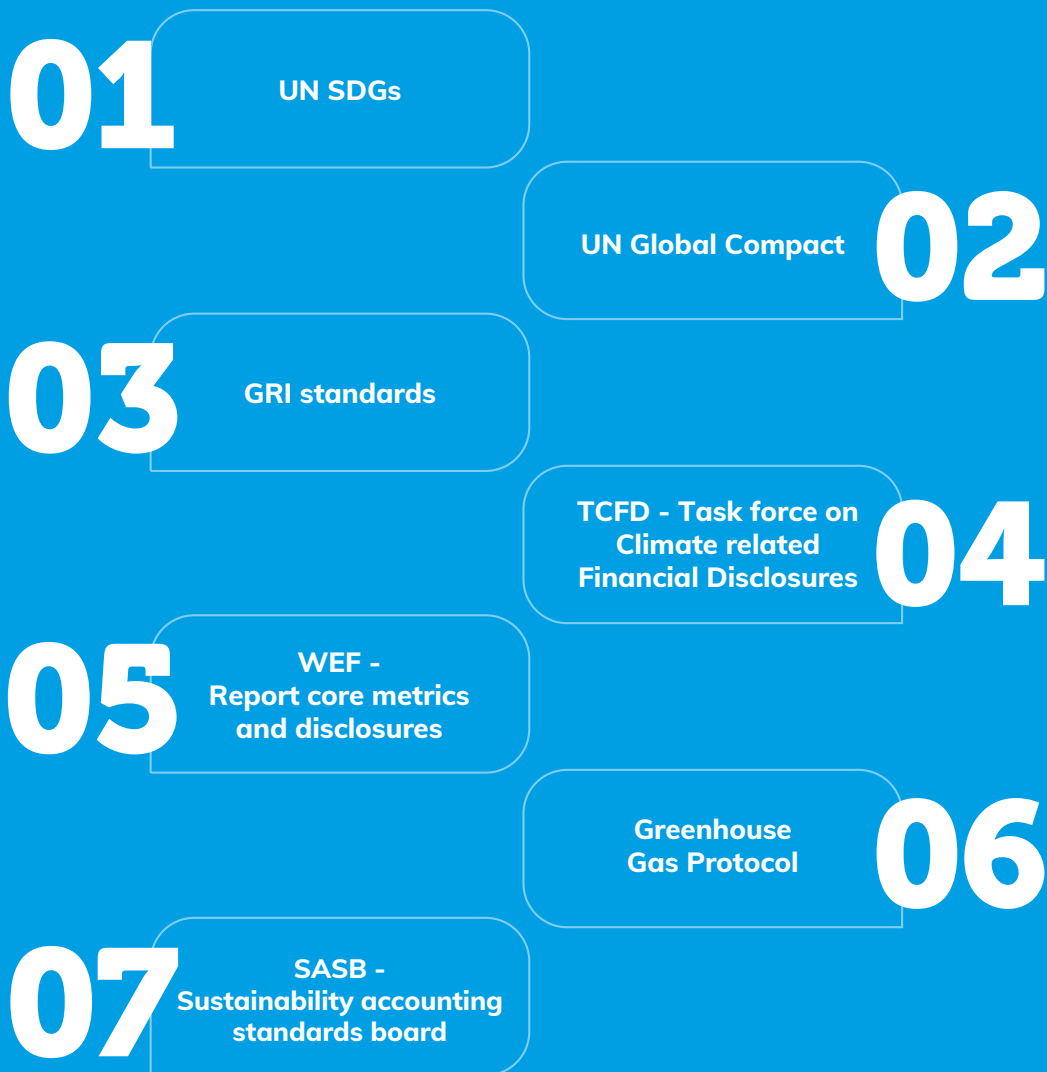 01
UN SDGs
02
UN Global Compact
03
GRI standards
04
TCFD - Task force on
Climate related
Financial Disclosures
05
WEF -
Report core metrics
and disclosures
06
Greenhouse
Gas Protocol
07
SASB -
Sustainability accounting
standards board